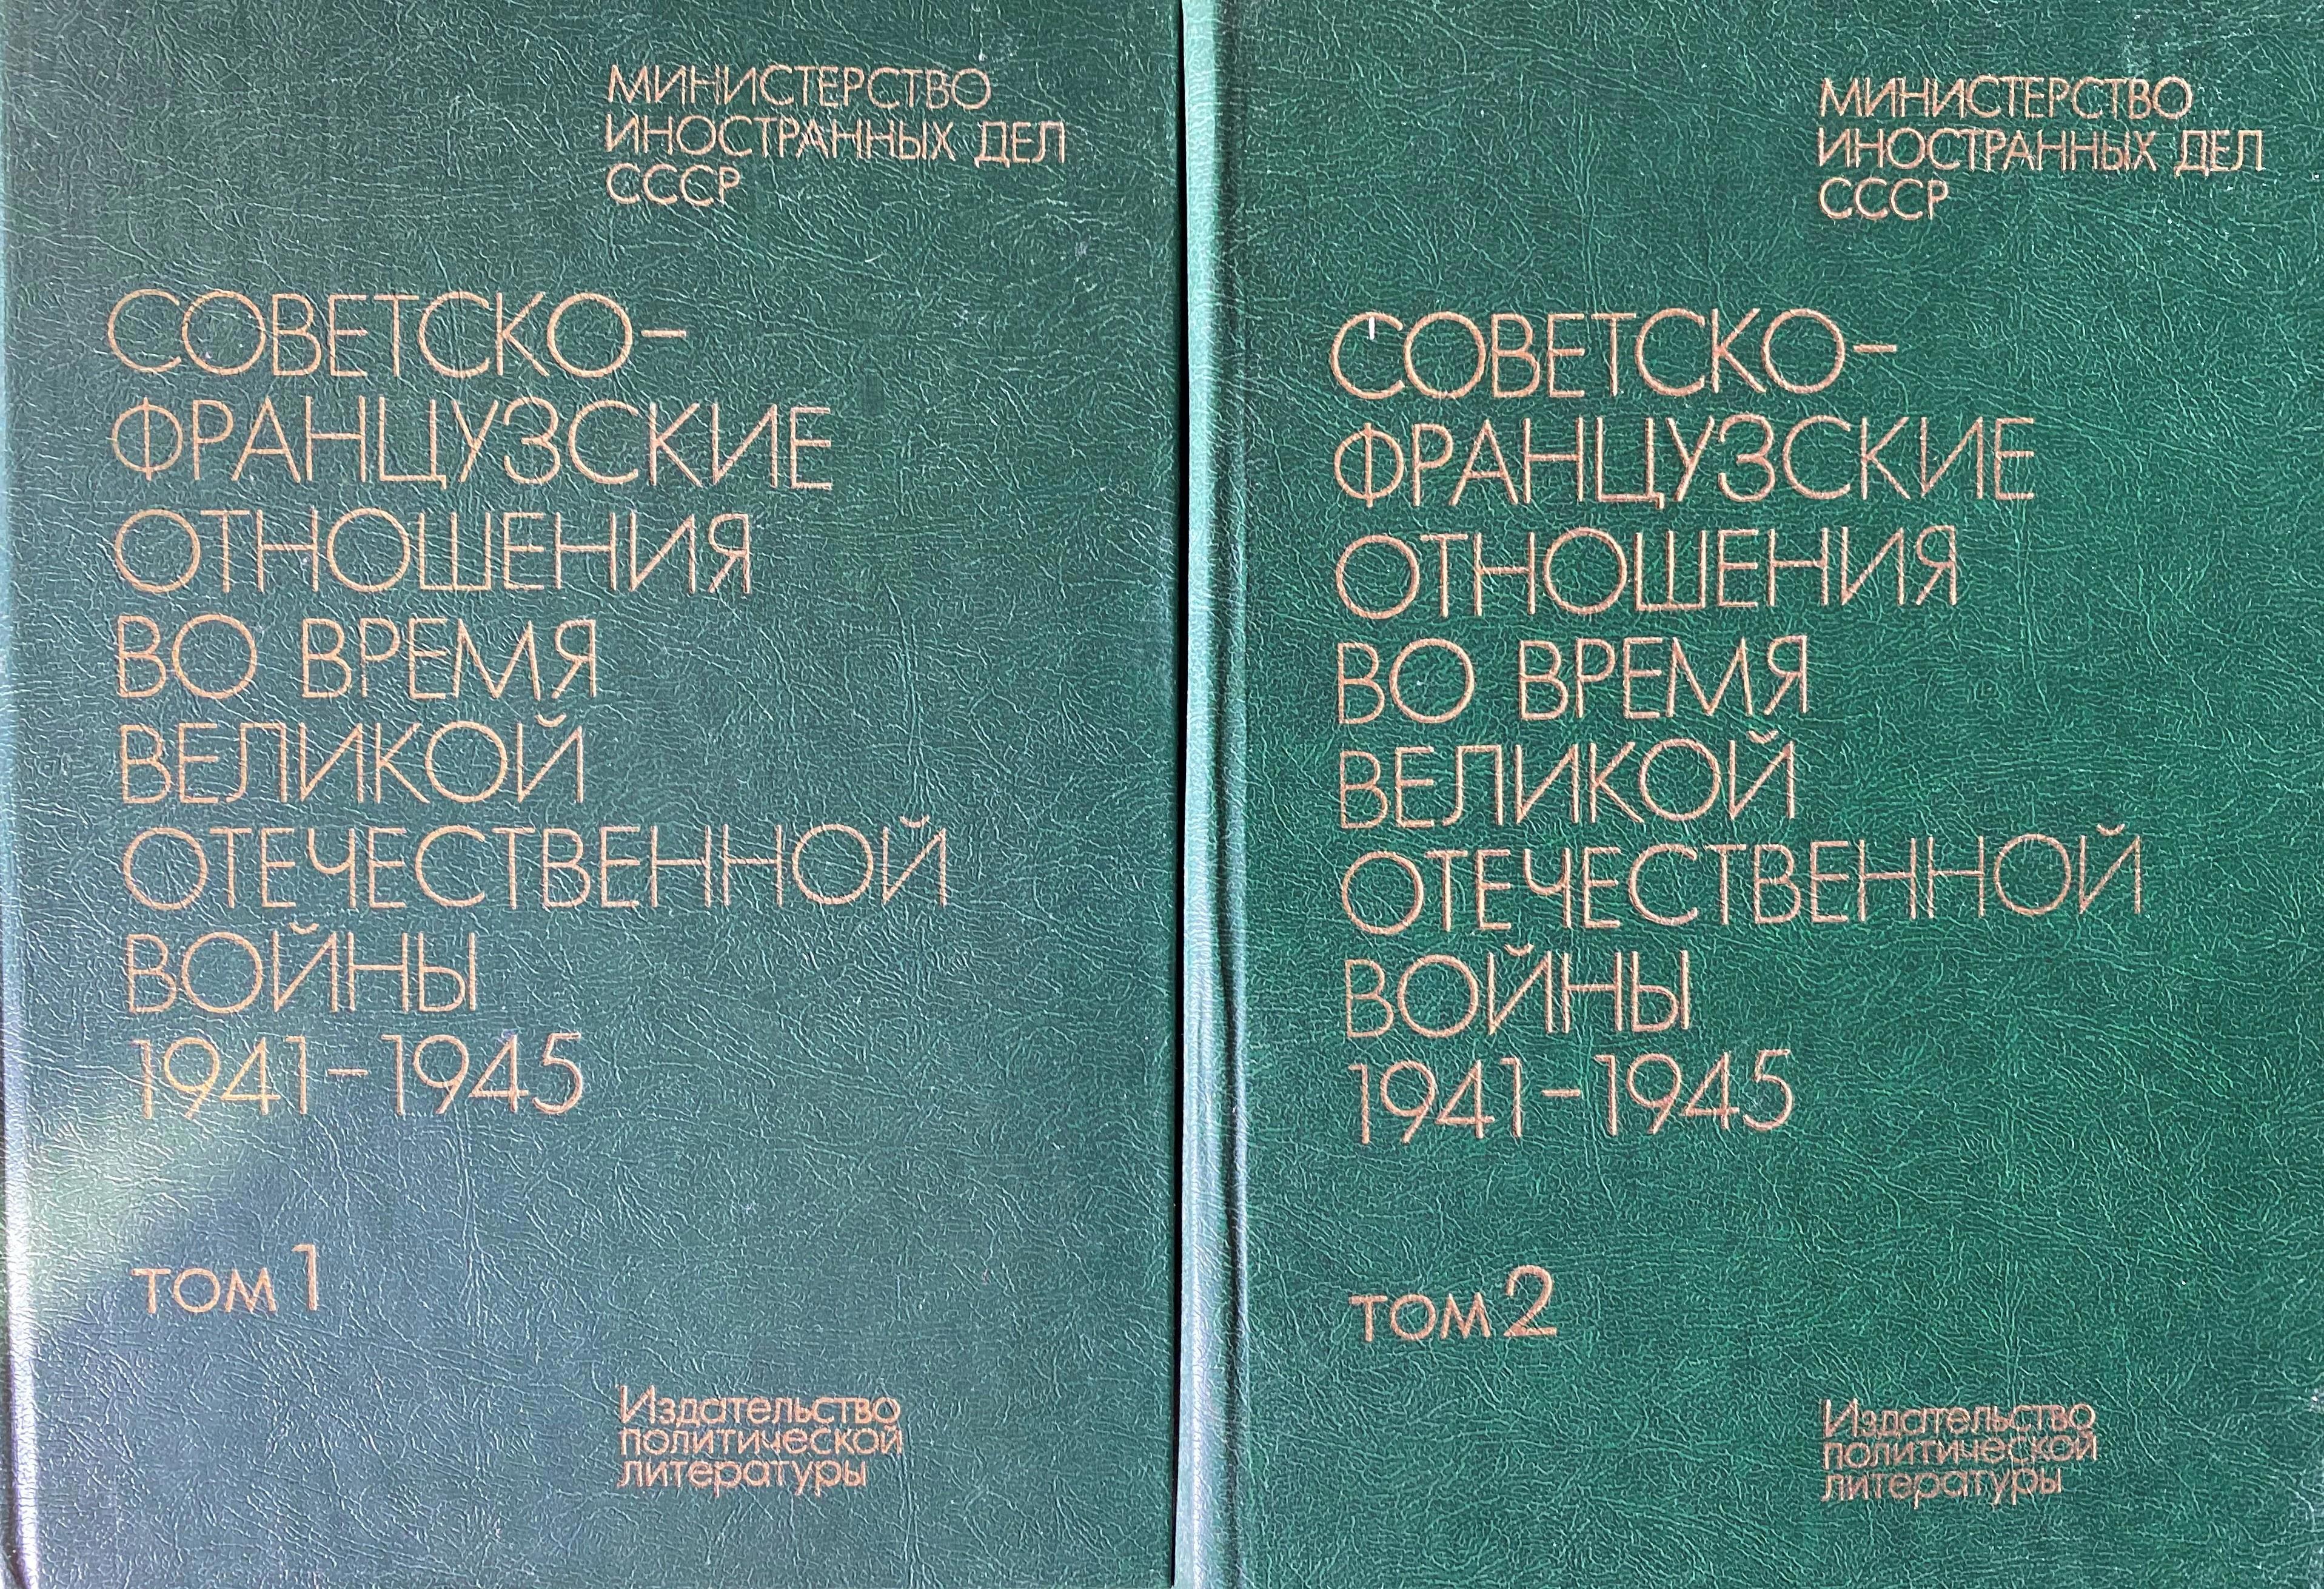 МИНИСТЕРСТВО
ИНОСТРАННЫХ ДЕЛ
СССР
СОВЕТСКО-
ФРАНЦУЗСКИЕ
ОТНОШЕНИЯ
ВО ВРЕМЯ
ВЕЛИКОЙ
ОТЕЧЕСТВЕННОЙ
ВОЙНЫ
1941-1945
ТОМ 1
Издательство
политической
литературы
МИНИСТЕРСТВО
ИНОСТРАННЫХ ДЕЛ
СССР
СОВЕТСКО-
ФРАНЦУЗСКИЕ
ОТНОШЕНИЯ
ВО ВРЕМЯ
ВЕЛИКОЙ
ОТЕЧЕСТВЕННОЙ
ВОЙНЫ
1941-1945
ТОМ 2
Издательство
политической
литературы